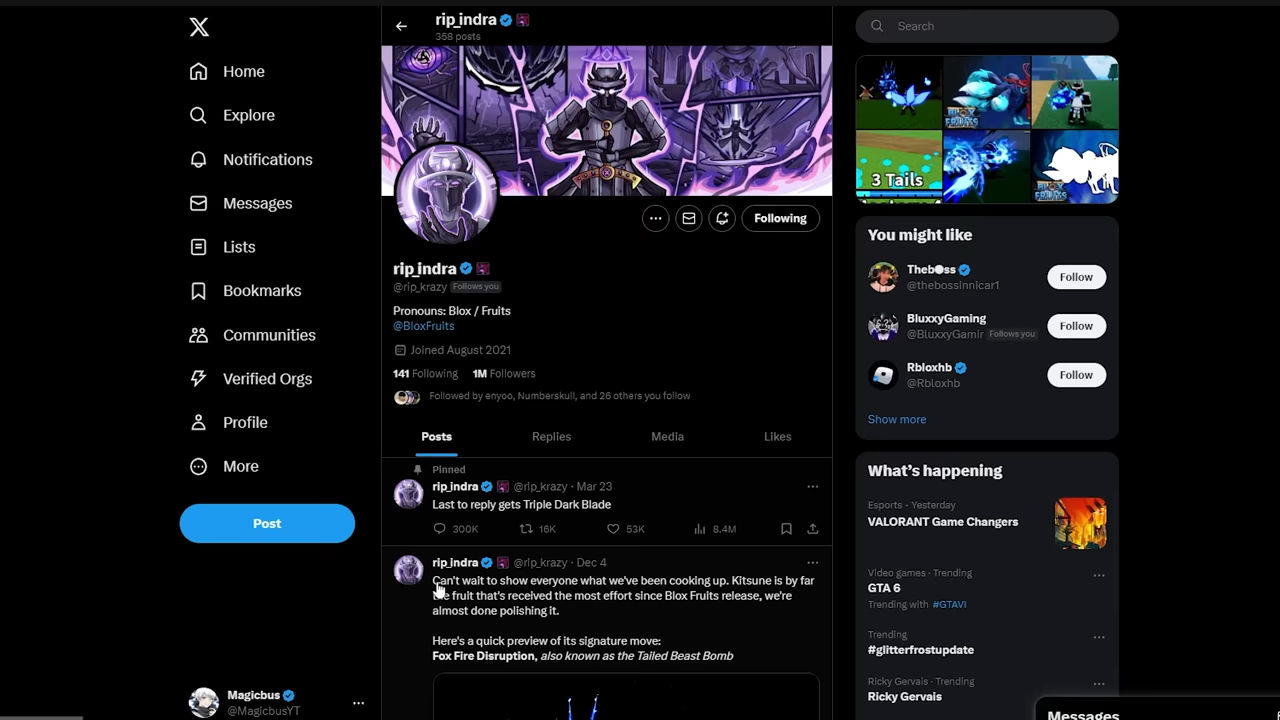 Home
Explore
Notifications
Messages
Lists
Bookmarks
Communities
Verified Orgs
Profile
More
Post
Magicbus
@MagicbusYT
rip_indra
358 posts
Following
rip_indra
@rip_krazy Follows you
Pronouns: Blox / Fruits
@BloxFruits
Joined August 2021
141 Following 1M Followers
Followed by enyoo, Numberskull, and 26 others you follow
Posts Replies Media Likes
Pinned
rip_indra @rip_krazy · Mar 23
Last to reply gets Triple Dark Blade
300K 16K 53K 8.4M
rip_indra @rip_krazy · Dec 4
Can't wait to show everyone what we've been cooking up. Kitsune is by far
the fruit that's received the most effort since Blox Fruits release, we're
almost done polishing it.
Here's a quick preview of its signature move:
Fox Fire Disruption, also known as the Tailed Beast Bomb
Search
BLOX
FRUITS
3 Tails
BLOX
FRUITS
You might like
Follow
@thebossinnicar1
BluxxyGaming
@BluxxyGamir Follows you
Follow
Rbloxhb
@Rbloxhb
Follow
Show more
What's happening
Esports · Yesterday
VALORANT Game Changers
Video games · Trending
GTA 6
Trending with #GTAVI
Trending
#glitterfrostupdate
Ricky Gervais · Trending
Ricky Gervais
Messages